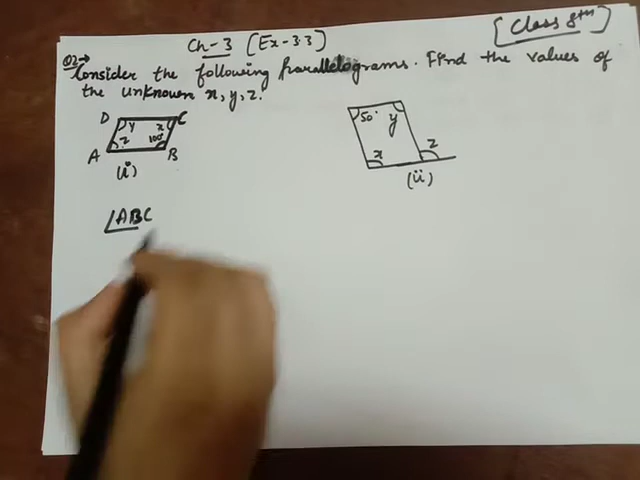 Ch-3 [Ex-3.3]
[Class 8th]
Q2→ Consider the following parallelograms. Find the values of
the unknown x, y, z.
D y x C
A z 100° B
(i)
50° y
x z
(ii)
∠ABC